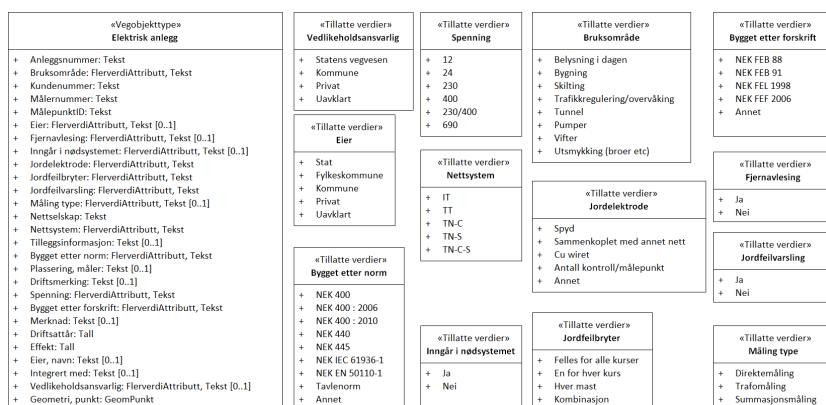 «Vegobjekttype»
Elektrisk anlegg
+ Anleggsnummer: Tekst
+ Bruksområde: FlerverdiAttributt, Tekst
+ Kundenummer: Tekst
+ Målernummer: Tekst
+ MålepunktID: Tekst
+ Eier: FlerverdiAttributt, Tekst [0..1]
+ Fjernavlesing: FlerverdiAttributt, Tekst [0..1]
+ Inngår i nødsystemet: FlerverdiAttributt, Tekst [0..1]
+ Jordelektrode: FlerverdiAttributt, Tekst
+ Jordfeilbryter: FlerverdiAttributt, Tekst
+ Jordfeilvarsling: FlerverdiAttributt, Tekst
+ Måling type: FlerverdiAttributt, Tekst [0..1]
+ Nettselskap: Tekst
+ Nettsystem: FlerverdiAttributt, Tekst
+ Tilleggsinformasjon: Tekst [0..1]
+ Bygget etter norm: FlerverdiAttributt, Tekst
+ Plassering, måler: Tekst [0..1]
+ Driftsmerking: Tekst [0..1]
+ Spenning: FlerverdiAttributt, Tekst
+ Bygget etter forskrift: FlerverdiAttributt, Tekst
+ Merknad: Tekst [0..1]
+ Driftsattår: Tall
+ Effekt: Tall
+ Eier, navn: Tekst [0..1]
+ Integrert med: Tekst [0..1]
+ Vedlikeholdsansvarlig: FlerverdiAttributt, Tekst [0..1]
+ Geometri, punkt: GeomPunkt
«Tillatte verdier»
Vedlikeholdsansvarlig
+ Statens vegvesen
+ Kommune
+ Privat
+ Uavklart
«Tillatte verdier»
Eier
+ Stat
+ Fylkeskommune
+ Kommune
+ Privat
+ Uavklart
«Tillatte verdier»
Bygget etter norm
+ NEK 400
+ NEK 400 : 2006
+ NEK 400 : 2010
+ NEK 440
+ NEK 445
+ NEK IEC 61936-1
+ NEK EN 50110-1
+ Tavlenorm
+ Annet
«Tillatte verdier»
Spenning
+ 12
+ 24
+ 230
+ 400
+ 230/400
+ 690
«Tillatte verdier»
Nettsystem
+ IT
+ TT
+ TN-C
+ TN-S
+ TN-C-S
«Tillatte verdier»
Inngår i nødsystemet
+ Ja
+ Nei
«Tillatte verdier»
Bruksområde
+ Belysning i dagen
+ Bygning
+ Skilting
+ Trafikkregulering/overvåking
+ Tunnel
+ Pumper
+ Vifter
+ Utsmykking (broer etc)
«Tillatte verdier»
Jordelektrode
+ Spyd
+ Sammenkoplet med annet nett
+ Cu wiret
+ Antall kontroll/målepunkt
+ Annet
«Tillatte verdier»
Jordfeilbryter
+ Felles for alle kurser
+ En for hver kurs
+ Hver mast
+ Kombinasjon
«Tillatte verdier»
Bygget etter forskrift
+ NEK FEB 88
+ NEK FEB 91
+ NEK FEL 1998
+ NEK FEF 2006
+ Annet
«Tillatte verdier»
Fjernavlesing
+ Ja
+ Nei
«Tillatte verdier»
Jordfeilvarsling
+ Ja
+ Nei
«Tillatte verdier»
Måling type
+ Direktemåling
+ Trafomåling
+ Summasjonsmåling